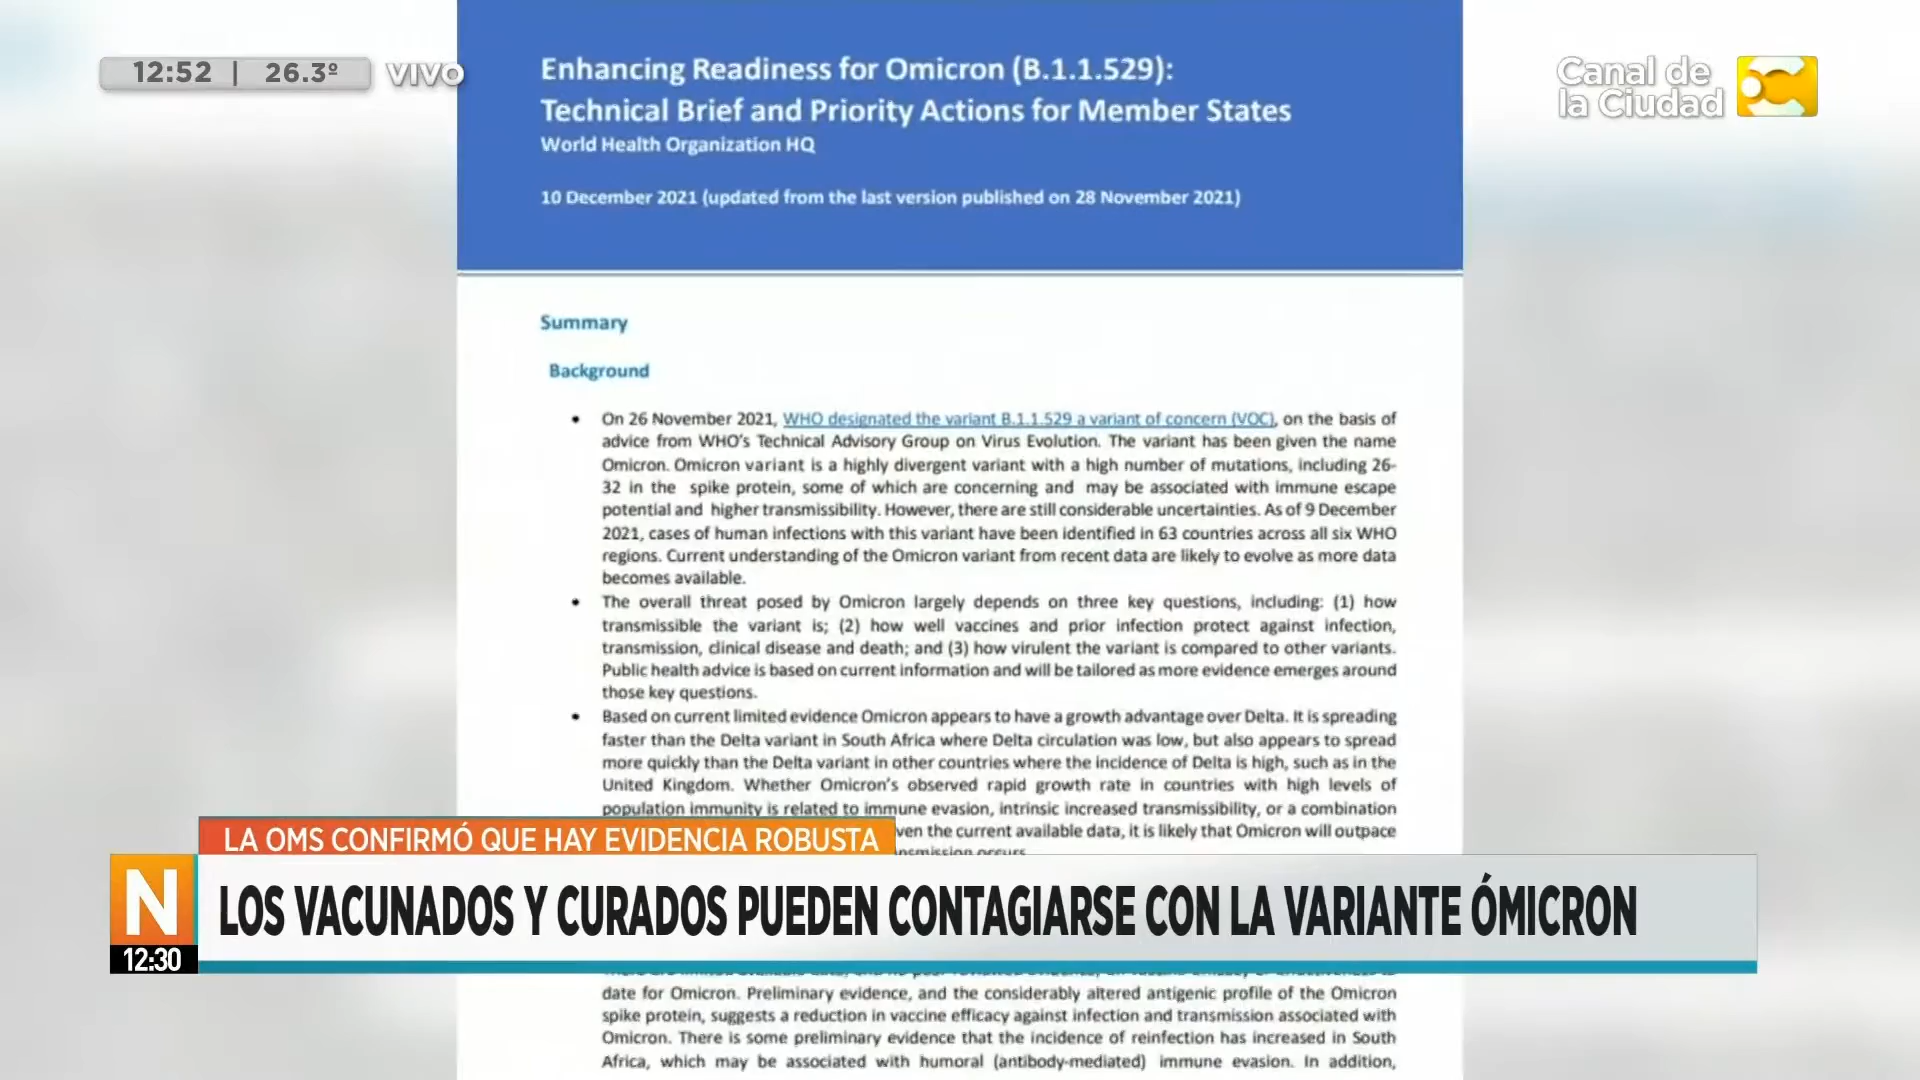 12:52 | 26.3º VIVO
Canal de
la Ciudad
Enhancing Readiness for Omicron (B.1.1.529):
Technical Brief and Priority Actions for Member States
World Health Organization HQ
10 December 2021 (updated from the last version published on 28 November 2021)
Summary
Background
• On 26 November 2021, WHO designated the variant B.1.1.529 a variant of concern (VOC), on the basis of
advice from WHO's Technical Advisory Group on Virus Evolution. The variant has been given the name
Omicron. Omicron variant is a highly divergent variant with a high number of mutations, including 26-
32 in the spike protein, some of which are concerning and may be associated with immune escape
potential and higher transmissibility. However, there are still considerable uncertainties. As of 9 December
2021, cases of human infections with this variant have been identified in 63 countries across all six WHO
regions. Current understanding of the Omicron variant from recent data are likely to evolve as more data
becomes available.
• The overall threat posed by Omicron largely depends on three key questions, including: (1) how
transmissible the variant is; (2) how well vaccines and prior infection protect against infection,
transmission, clinical disease and death; and (3) how virulent the variant is compared to other variants.
Public health advice is based on current information and will be tailored as more evidence emerges around
those key questions.
• Based on current limited evidence Omicron appears to have a growth advantage over Delta. It is spreading
faster than the Delta variant in South Africa where Delta circulation was low, but also appears to spread
more quickly than the Delta variant in other countries where the incidence of Delta is high, such as in the
United Kingdom. Whether Omicron's observed rapid growth rate in countries with high levels of
population immunity is related to immune evasion, intrinsic increased transmissibility, or a combination
ven the current available data, it is likely that Omicron will outpace
LA OMS CONFIRMÓ QUE HAY EVIDENCIA ROBUSTA
N
12:30
LOS VACUNADOS Y CURADOS PUEDEN CONTAGIARSE CON LA VARIANTE ÓMICRON
date for Omicron. Preliminary evidence, and the considerably altered antigenic profile of the Omicron
spike protein, suggests a reduction in vaccine efficacy against infection and transmission associated with
Omicron. There is some preliminary evidence that the incidence of reinfection has increased in South
Africa, which may be associated with humoral (antibody-mediated) immune evasion. In addition,